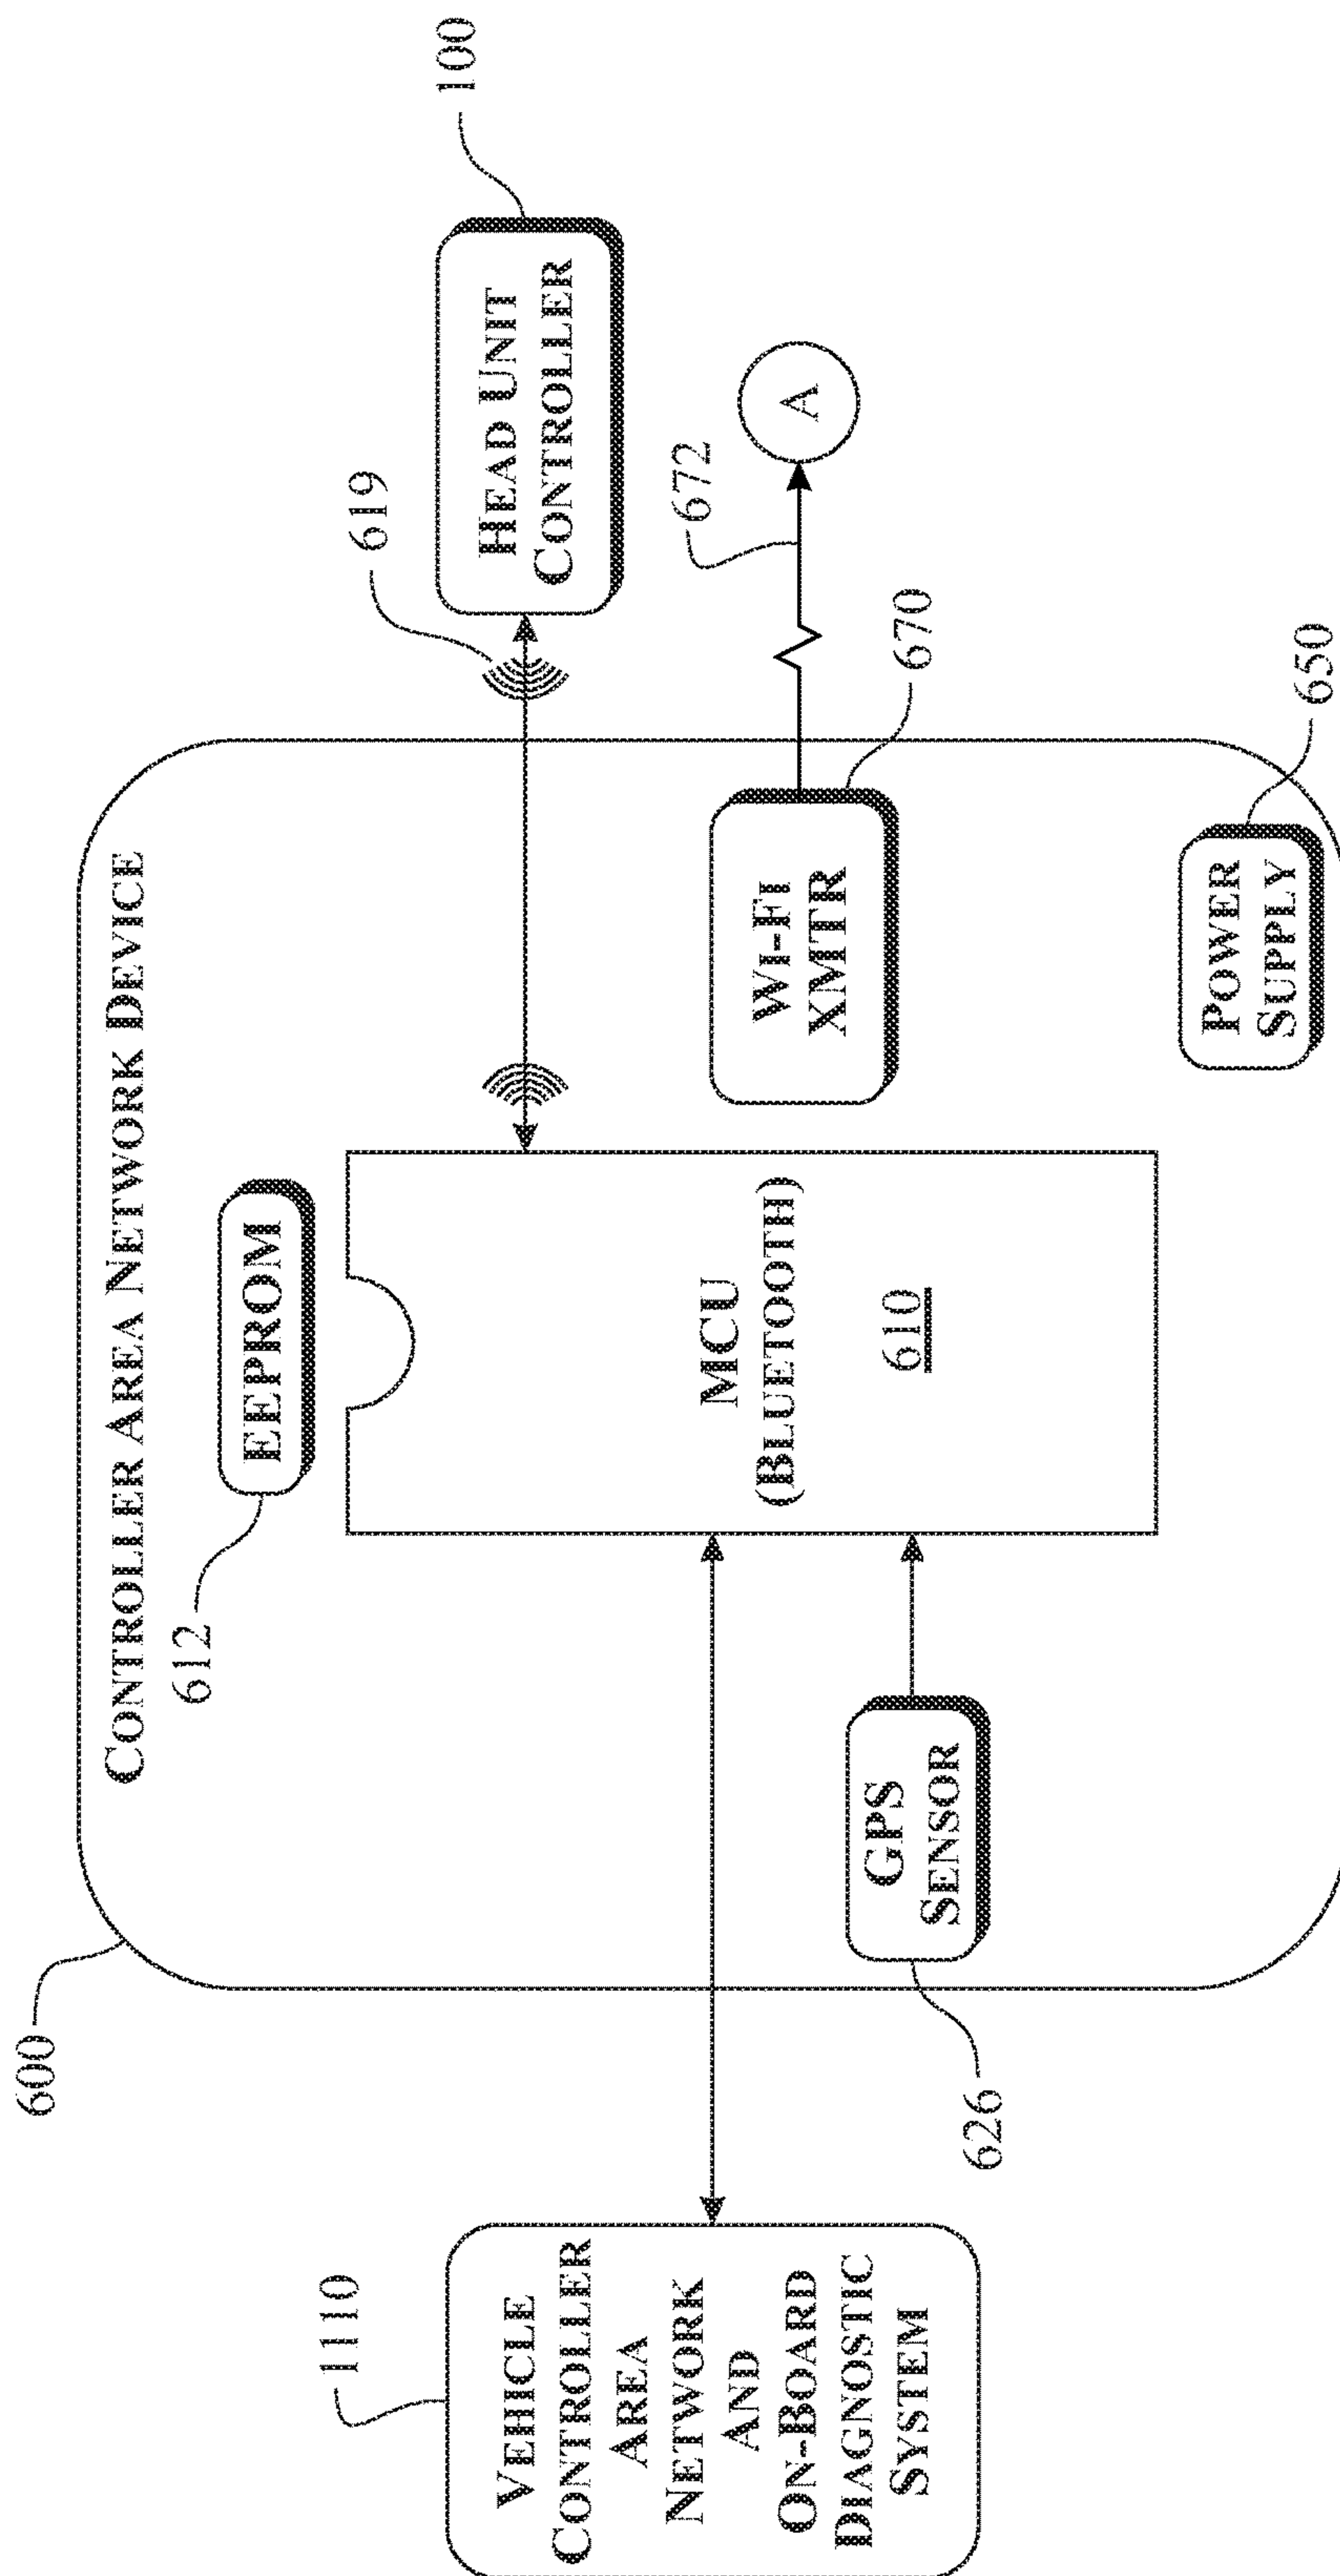 CONTROLLER AREA NETWORK DEVICE
600
612
EEPROM
1110
VEHICLE
CONTROLLER
AREA
NETWORK
AND
ON-BOARD
DIAGNOSTIC
SYSTEM
MCU
(BLUETOOTH)
610
GPS
SENSOR
626
619
HEAD UNIT
CONTROLLER
100
WI-FI
XMTR
670
672
A
POWER
SUPPLY
650